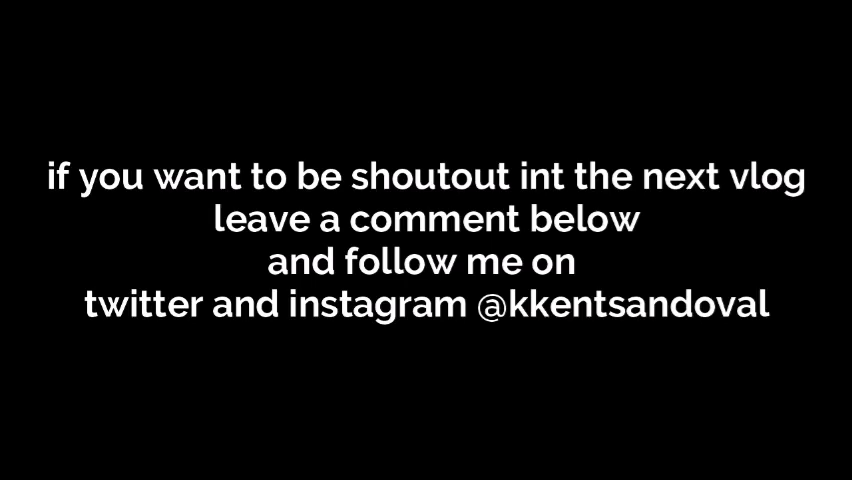 if you want to be shoutout int the next vlog
leave a comment below
and follow me on
twitter and instagram @kkentsandoval